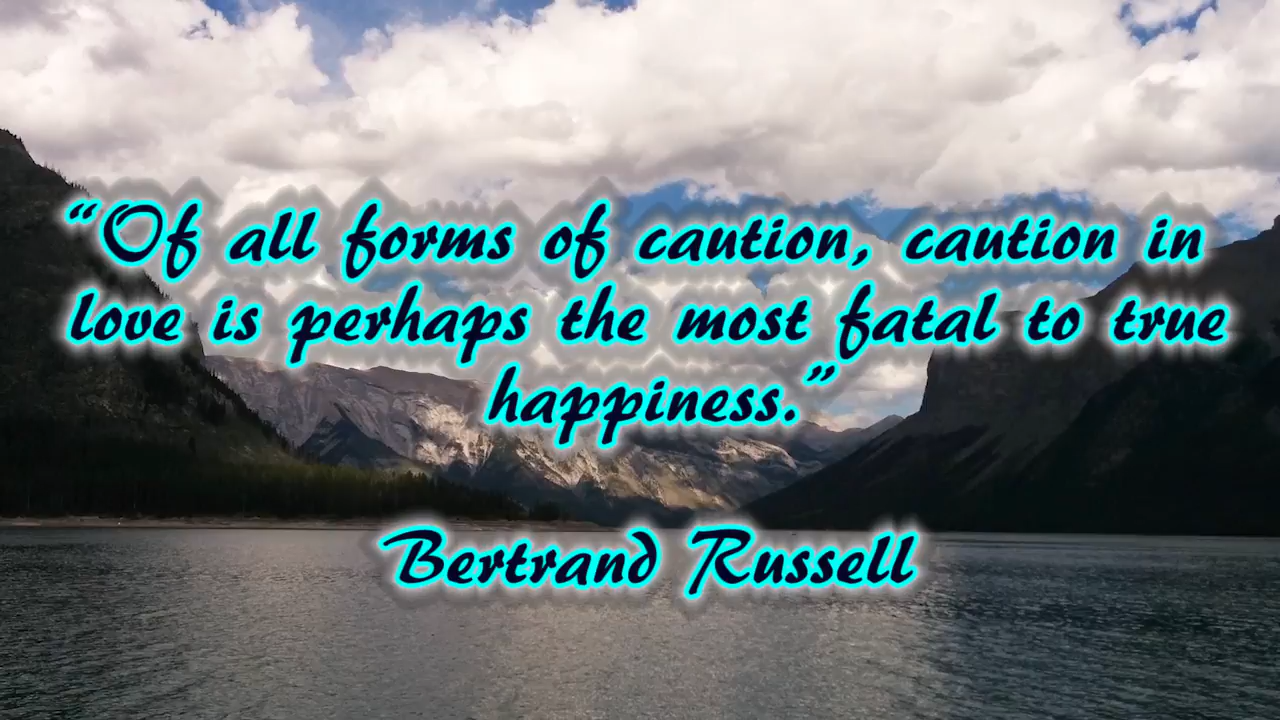 “Of all forms of caution, caution in
love is perhaps the most fatal to true
happiness.”
Bertrand Russell